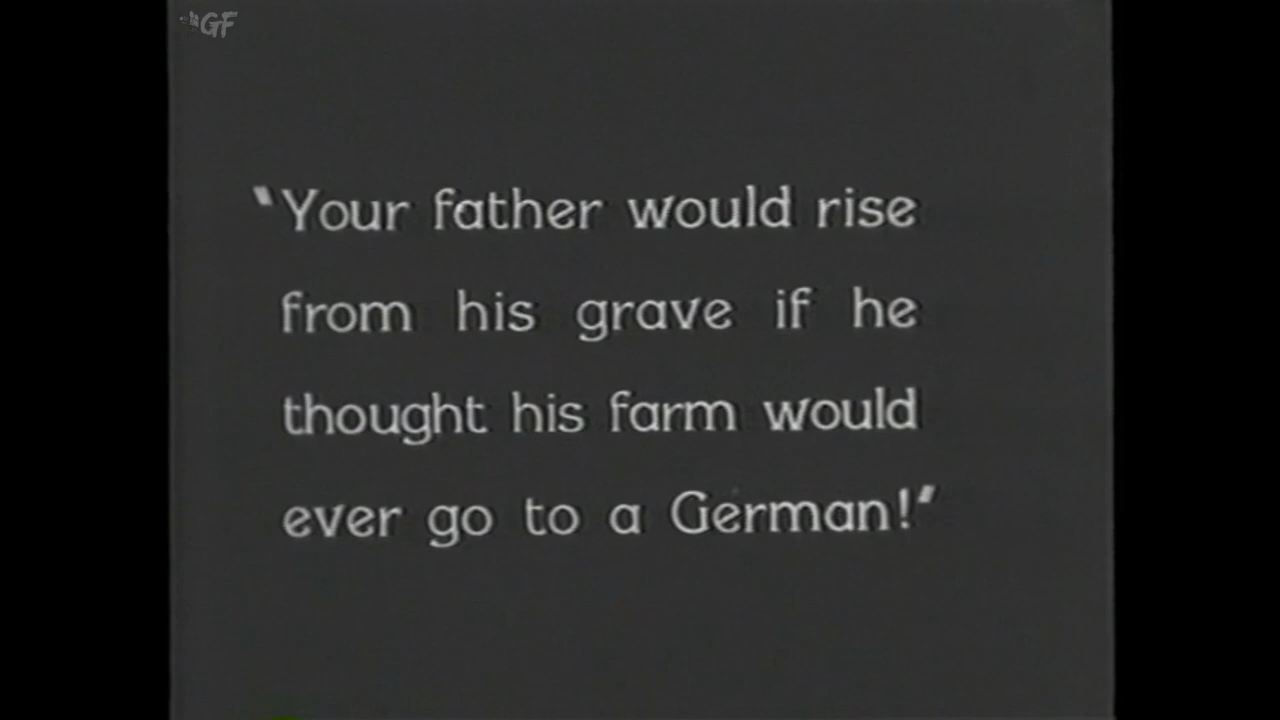 GF
"Your father would rise
from his grave if he
thought his farm would
ever go to a German!"